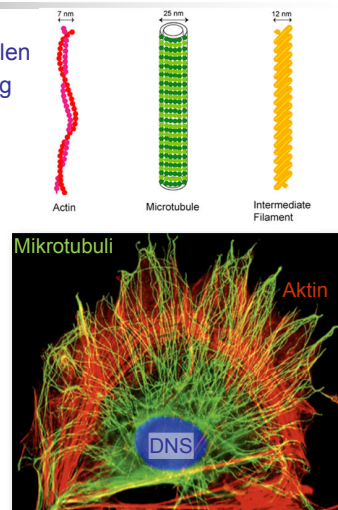 7 nm 25 nm 12 nm
len
g
Actin Microtubule Intermediate
Filament
Mikrotubuli
Aktin
DNS